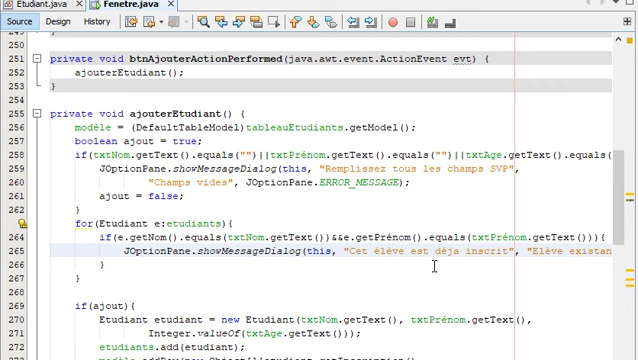 Etudiant.java
Fenetre.java
Source
Design
History
250
251 private void btnAjouterActionPerformed(java.awt.event.ActionEvent evt) {
252 ajouterEtudiant();
253 }
254
255 private void ajouterEtudiant() {
256 modèle = (DefaultTableModel)tableauEtudiants.getModel();
257 boolean ajout = true;
258 if(txtNom.getText().equals("")||txtPrénom.getText().equals("")||txtAge.getText().equals(
259 JOptionPane.showMessageDialog(this, "Remplissez tous les champs SVP",
260 "Champs vides", JOptionPane.ERROR_MESSAGE);
261 ajout = false;
262 }
for(Etudiant e:etudiants){
264 if(e.getNom().equals(txtNom.getText())&&e.getPrénom().equals(txtPrénom.getText())){
265 JOptionPane.showMessageDialog(this, "Cet élève est déja inscrit", "Elève existan
266 }
267 }
268
269 if(ajout){
270 Etudiant etudiant = new Etudiant(txtNom.getText(), txtPrénom.getText(),
271 Integer.valueOf(txtAge.getText()));
272 etudiants.add(etudiant);